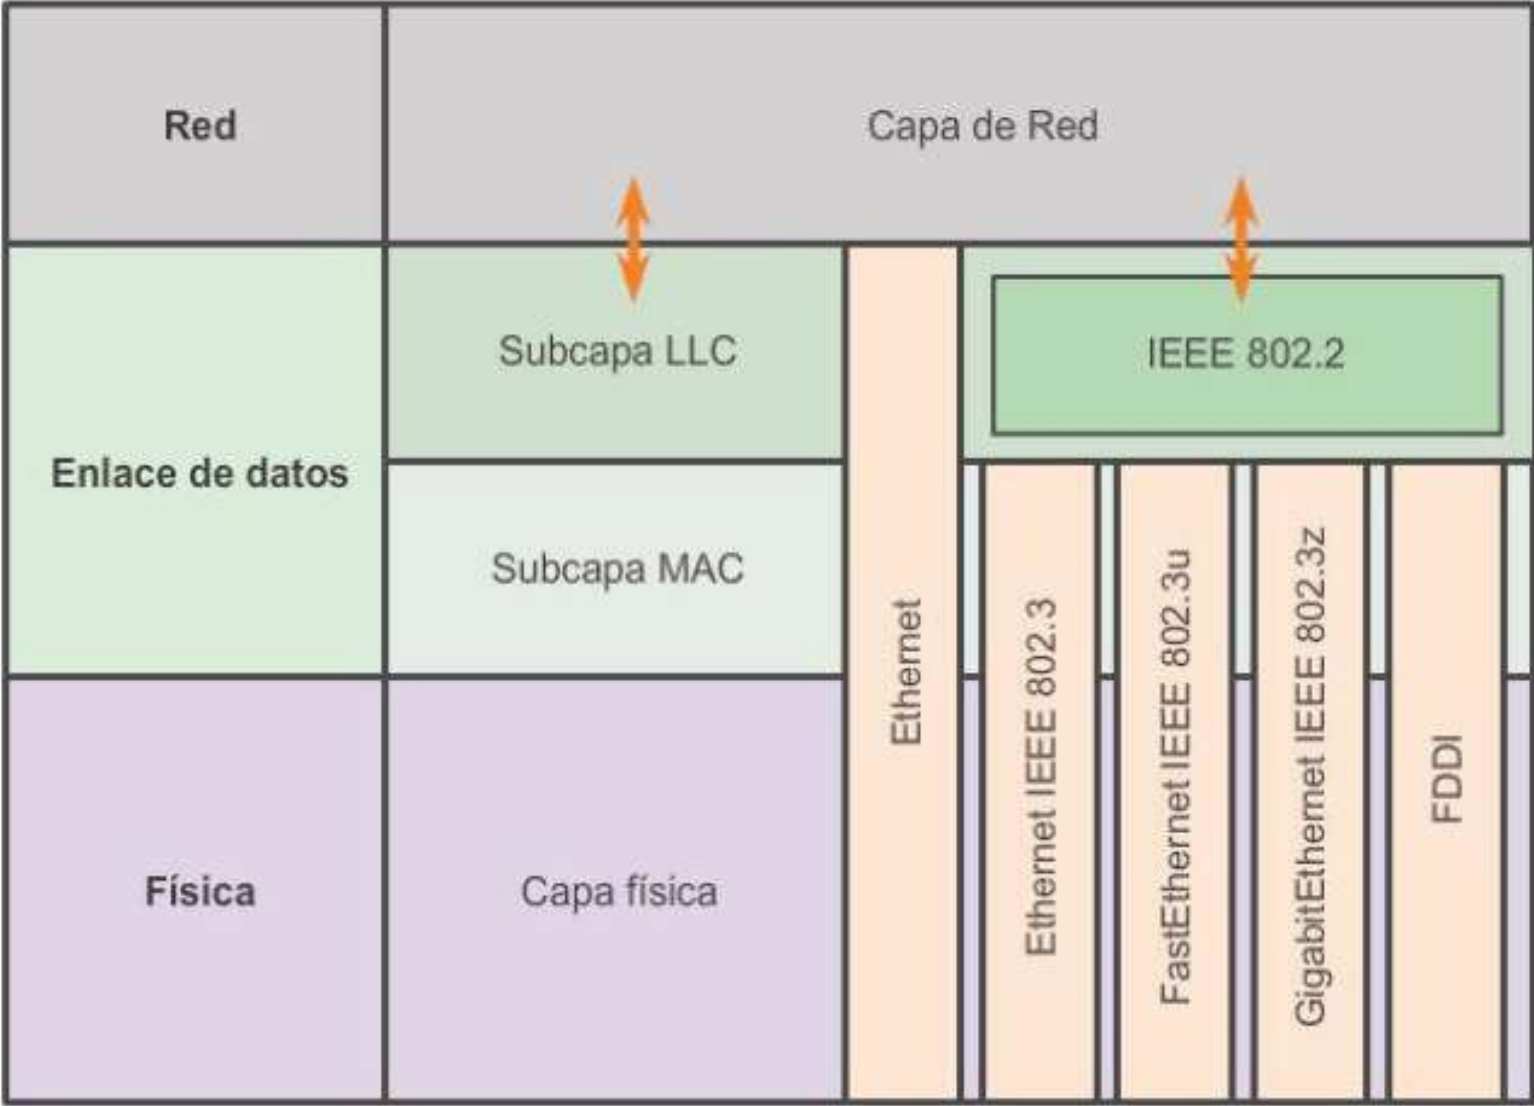 Red
Capa de Red
Enlace de datos
Subcapa LLC
IEEE 802.2
Subcapa MAC
Física
Capa física
Ethernet
Ethernet IEEE 802.3
FastEthernet IEEE 802.3u
GigabitEthernet IEEE 802.3z
FDDI